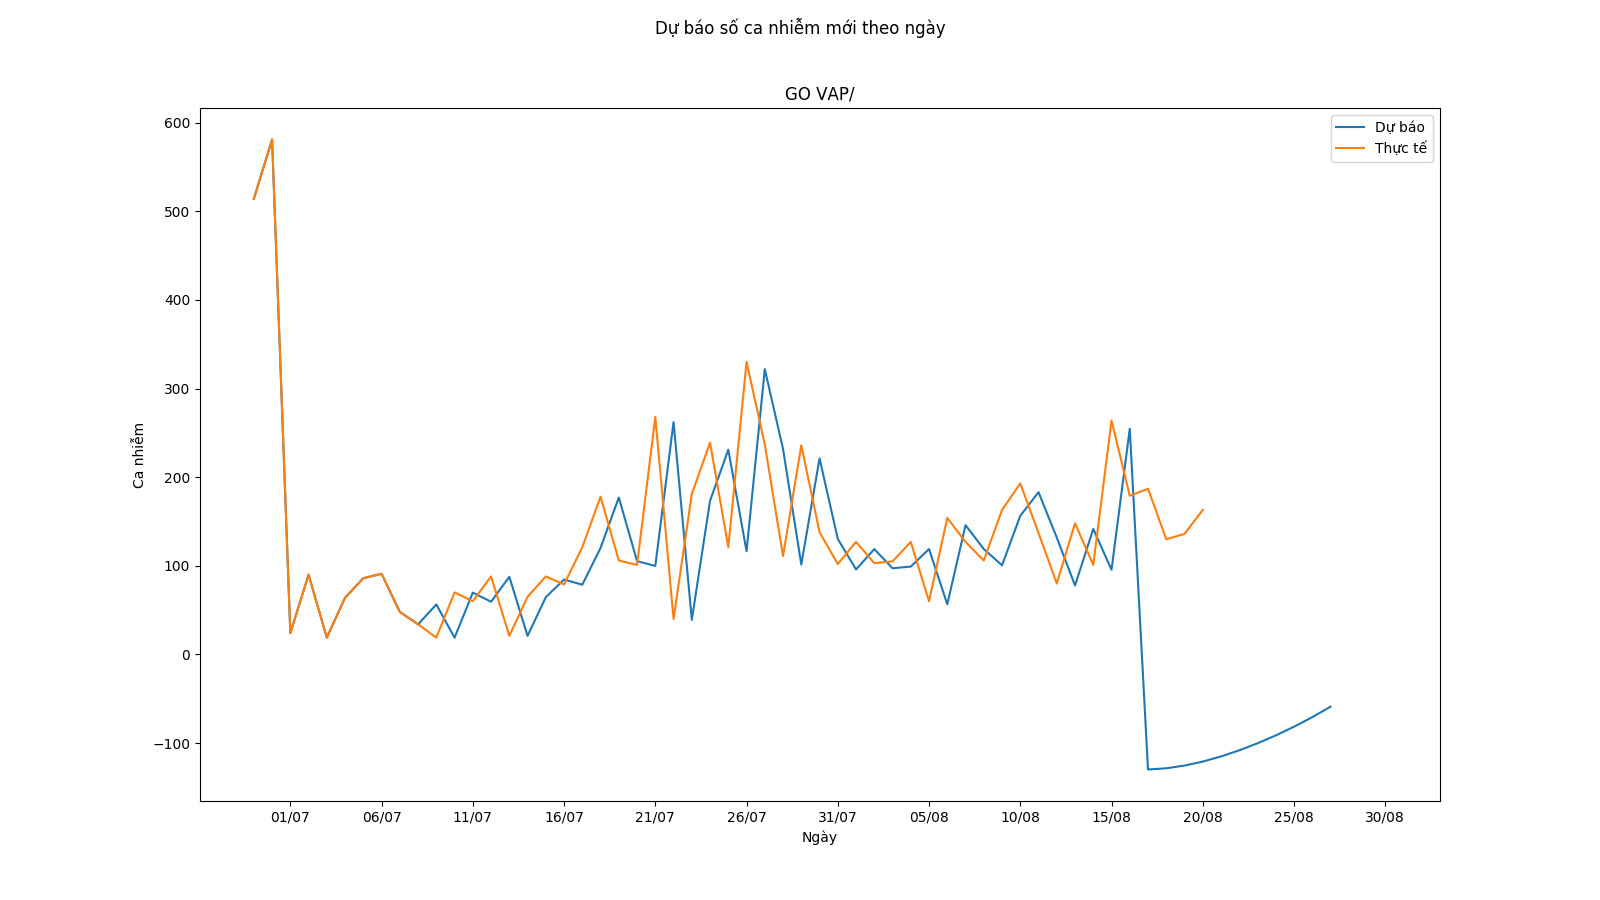 Dự báo số ca nhiễm mới theo ngày
GO VAP/
Dự báo
Thực tế
600
500
400
300
200
100
0
−100
Ca nhiễm
01/07 06/07 11/07 16/07 21/07 26/07 31/07 05/08 10/08 15/08 20/08 25/08 30/08
Ngày